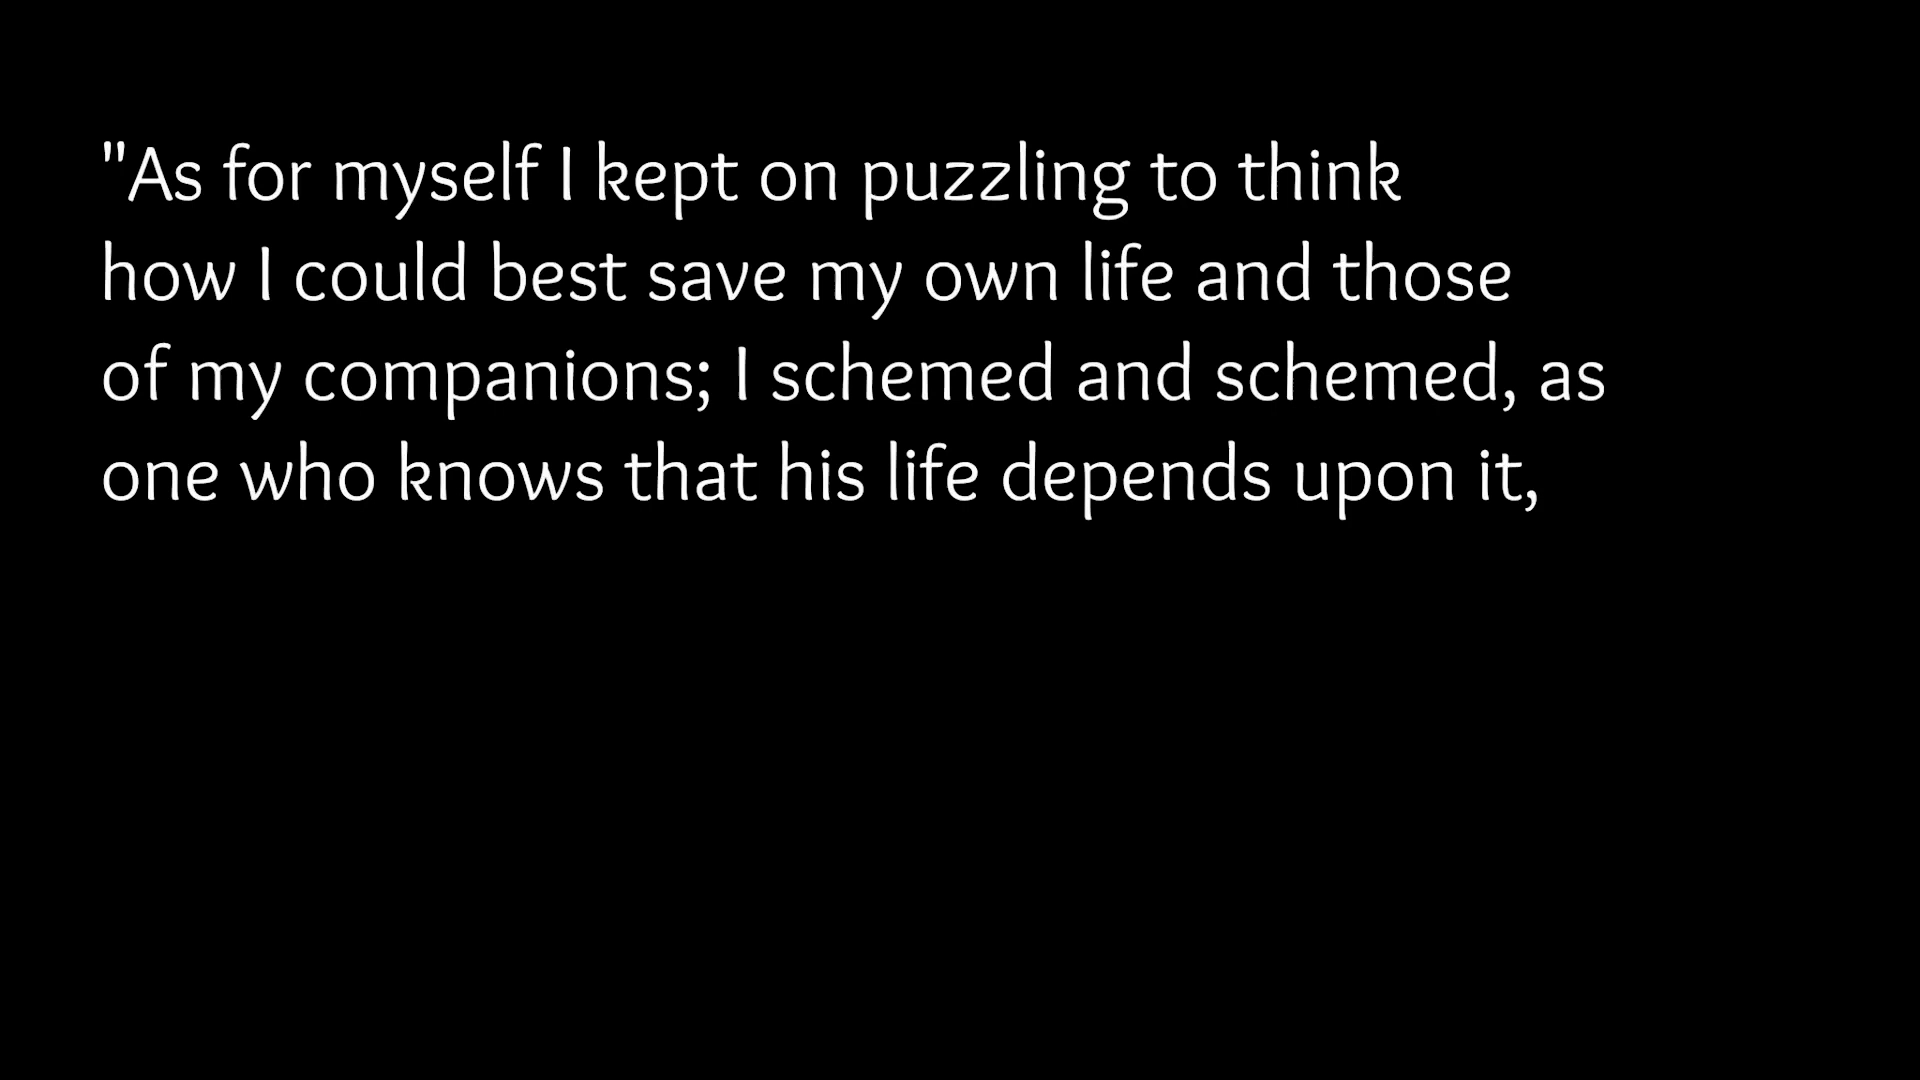 "As for myself I kept on puzzling to think
how I could best save my own life and those
of my companions; I schemed and schemed, as
one who knows that his life depends upon it,